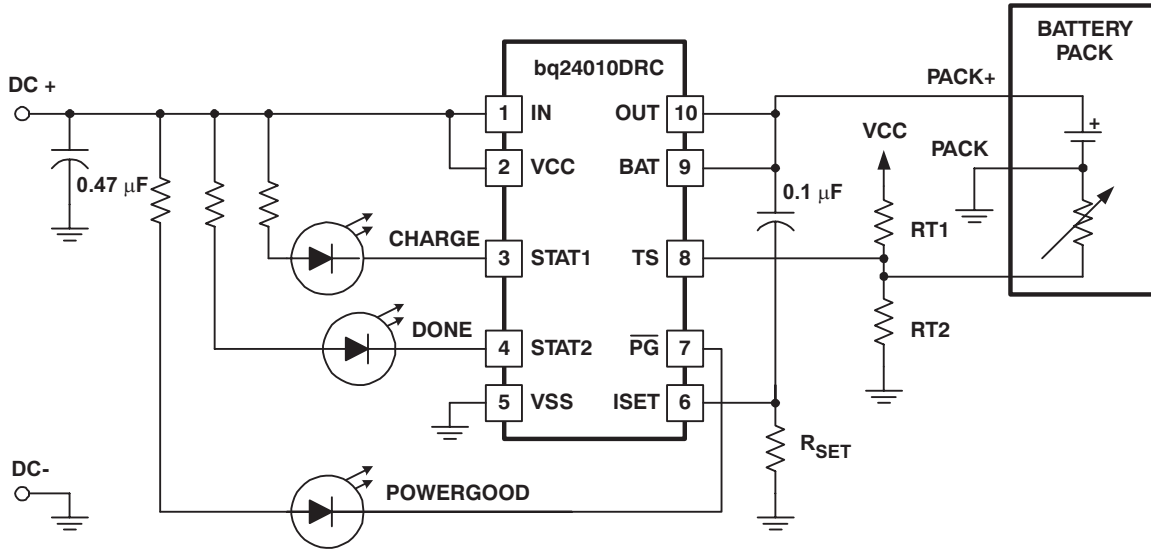 BATTERY
PACK
bq24010DRC
DC +
PACK+
1 IN OUT 10
VCC
2 VCC BAT 9
PACK
+
0.47 μF
0.1 μF
RT1
CHARGE
3 STAT1 TS 8
DONE
RT2
4 STAT2 PG 7
5 VSS ISET 6
RSET
DC-
POWERGOOD